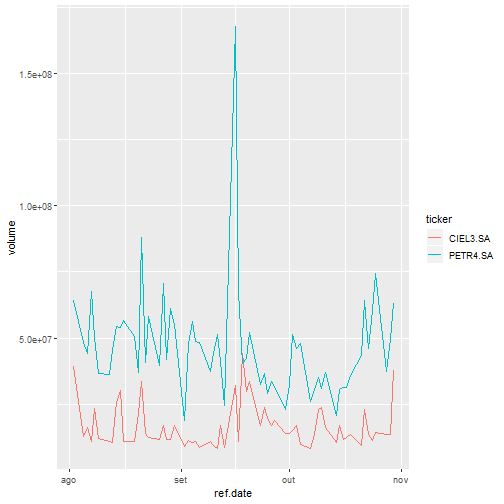 1.5e+08
1.0e+08
5.0e+07
volume
ago
set
out
nov
ref.date
ticker
CIEL3.SA
PETR4.SA